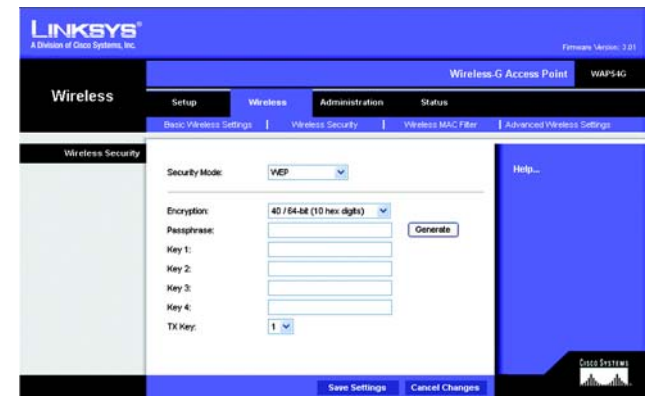 LINKSYS®
A Division of Cisco Systems, Inc.
Firmware Version: 3.01
Wireless-G Access Point WAP54G
Wireless
Setup Wireless Administration Status
Basic Wireless Settings | Wireless Security | Wireless MAC Filter | Advanced Wireless Settings
Wireless Security
Security Mode: WEP
Help...
Encryption: 40 / 64-bit (10 hex digits)
Passphrase: Generate
Key 1:
Key 2:
Key 3:
Key 4:
TX Key: 1
CISCO SYSTEMS
Save Settings Cancel Changes